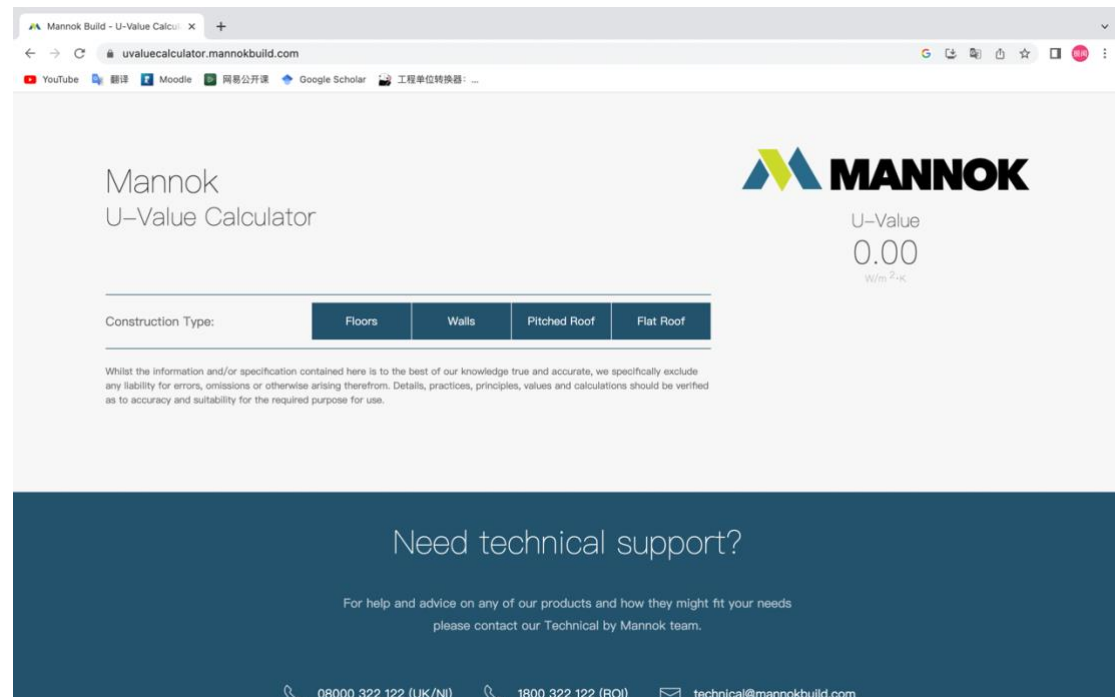 Mannok Build - U-Value Calcul
uvaluecalculator.mannokbuild.com
YouTube 翻译 Moodle 网易公开课 Google Scholar 工程单位转换器：...
MANNOK
Mannok
U-Value Calculator
U-Value
0.00
W/m²·K
Construction Type: Floors Walls Pitched Roof Flat Roof
Whilst the information and/or specification contained here is to the best of our knowledge true and accurate, we specifically exclude
any liability for errors, omissions or otherwise arising therefrom. Details, practices, principles, values and calculations should be verified
as to accuracy and suitability for the required purpose for use.
Need technical support?
For help and advice on any of our products and how they might fit your needs
please contact our Technical by Mannok team.
08000 322 122 (UK/NI) 1800 322 122 (ROI) technical@mannokbuild.com